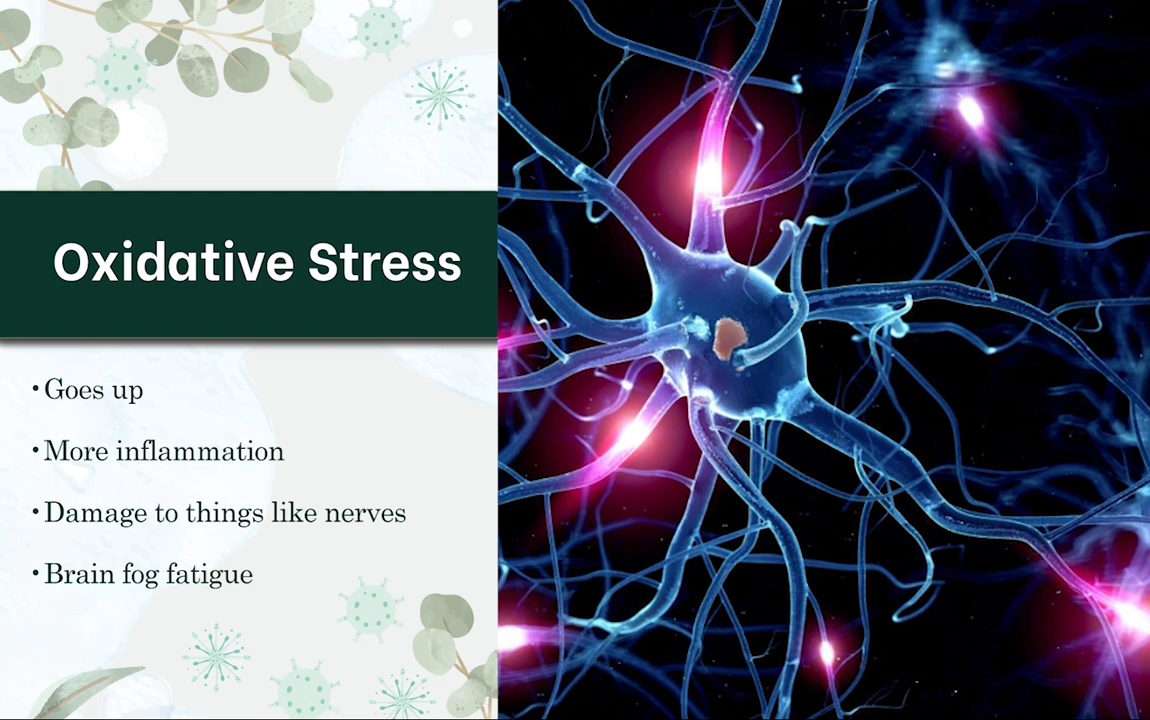 Oxidative Stress
• Goes up
• More inflammation
• Damage to things like nerves
• Brain fog fatigue